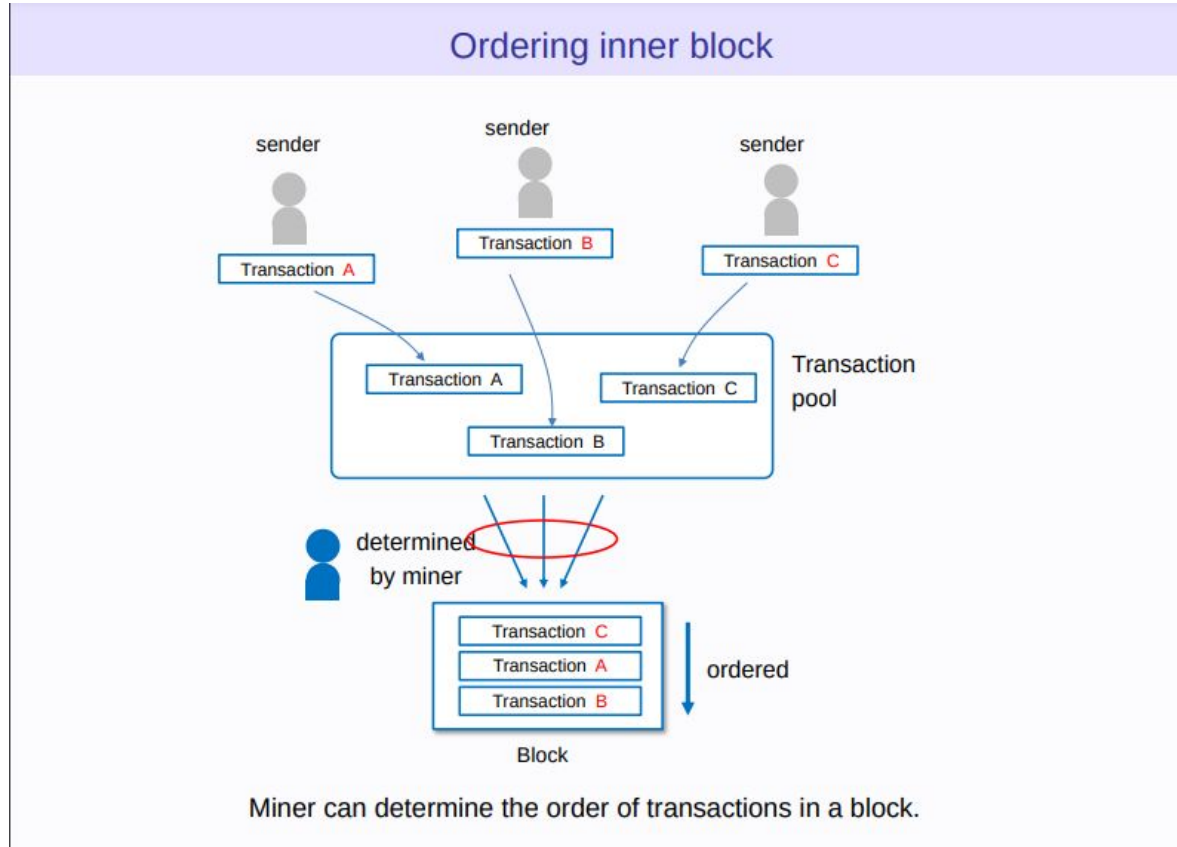 Ordering inner block
sender
sender
sender
Transaction A
Transaction B
Transaction C
Transaction A
Transaction C
Transaction B
Transaction
pool
determined
by miner
Transaction C
Transaction A
Transaction B
ordered
Block
Miner can determine the order of transactions in a block.